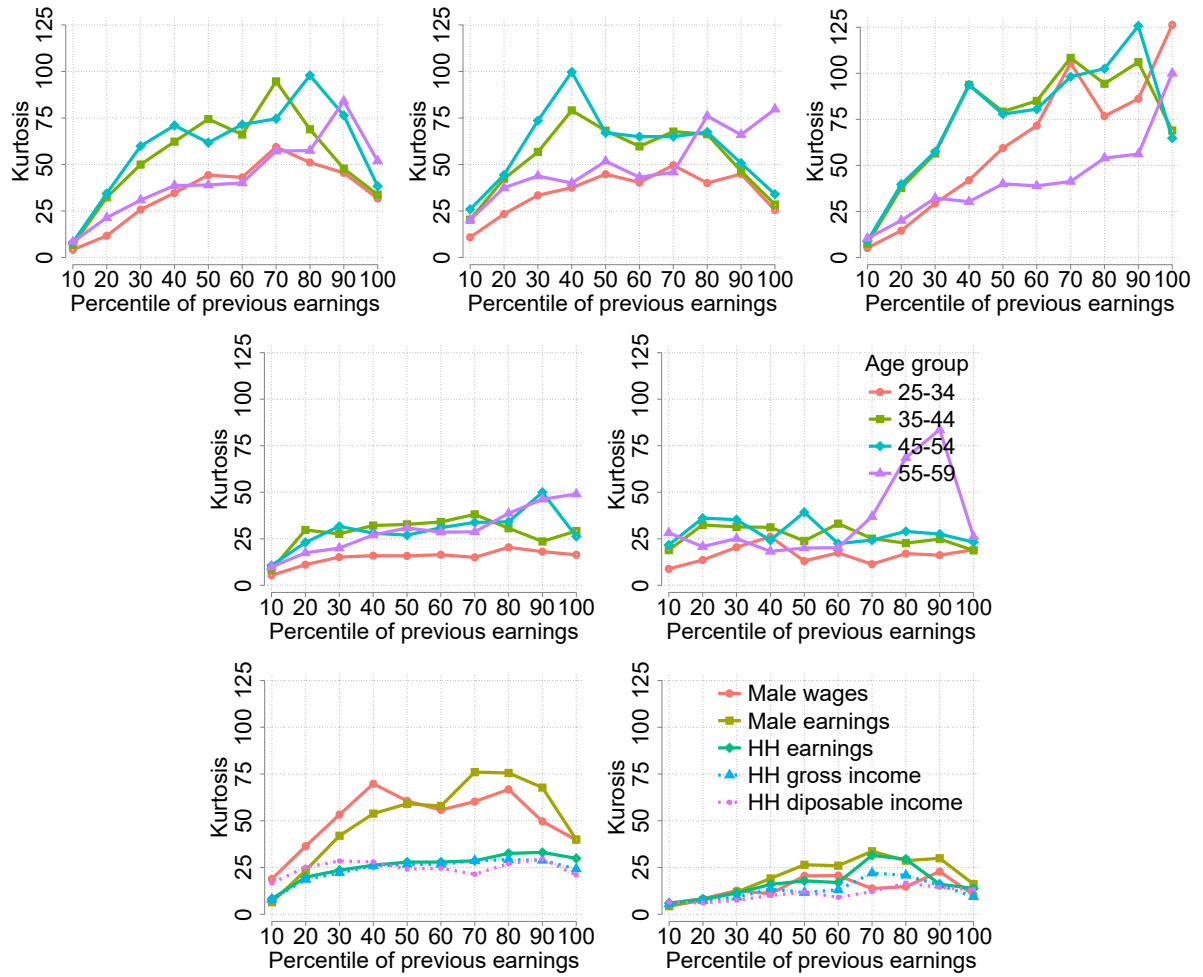 Kurtosis
0 25 50 75 100 125
10 20 30 40 50 60 70 80 90 100
Percentile of previous earnings
Kurtosis
0 25 50 75 100 125
10 20 30 40 50 60 70 80 90 100
Percentile of previous earnings
Kurtosis
0 25 50 75 100 125
10 20 30 40 50 60 70 80 90 100
Percentile of previous earnings
Kurtosis
0 25 50 75 100 125
10 20 30 40 50 60 70 80 90 100
Percentile of previous earnings
Kurtosis
0 25 50 75 100 125
Age group
25-34
35-44
45-54
55-59
10 20 30 40 50 60 70 80 90 100
Percentile of previous earnings
Kurtosis
0 25 50 75 100 125
10 20 30 40 50 60 70 80 90 100
Percentile of previous earnings
Kurosis
0 25 50 75 100 125
Male wages
Male earnings
HH earnings
HH gross income
HH diposable income
10 20 30 40 50 60 70 80 90 100
Percentile of previous earnings